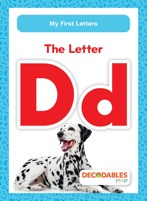 My First Letters
The Letter
Dd
DECODABLES